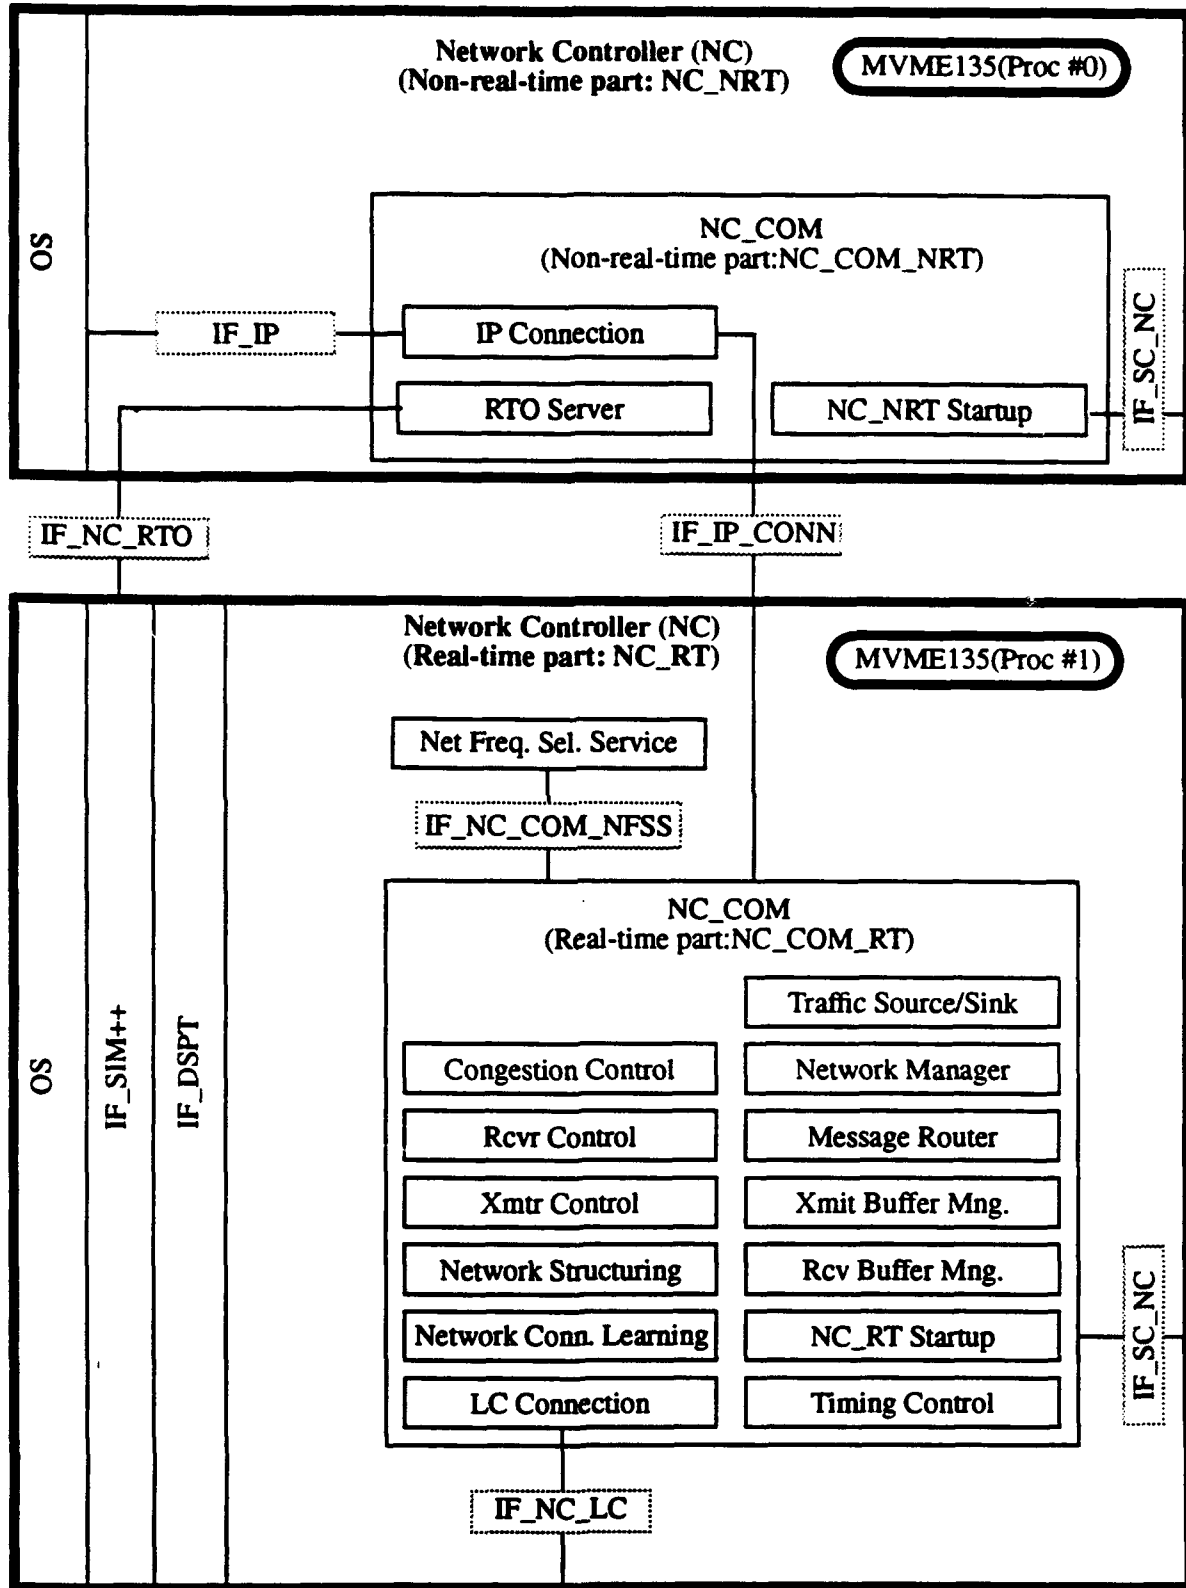 Network Controller (NC)
(Non-real-time part: NC_NRT)
MVME135(Proc #0)
OS
NC_COM
(Non-real-time part:NC_COM_NRT)
IF_IP
IP Connection
RTO Server
NC_NRT Startup
IF_SC_NC
IF_NC_RTO
IF_IP_CONN
Network Controller (NC)
(Real-time part: NC_RT)
MVME135(Proc #1)
OS
IF_SIM++
IF_DSPT
Net Freq. Sel. Service
IF_NC_COM_NFSS
NC_COM
(Real-time part:NC_COM_RT)
Traffic Source/Sink
Congestion Control
Network Manager
Rcvr Control
Message Router
Xmtr Control
Xmit Buffer Mng.
Network Structuring
Rcv Buffer Mng.
Network Conn. Learning
NC_RT Startup
LC Connection
Timing Control
IF_SC_NC
IF_NC_LC